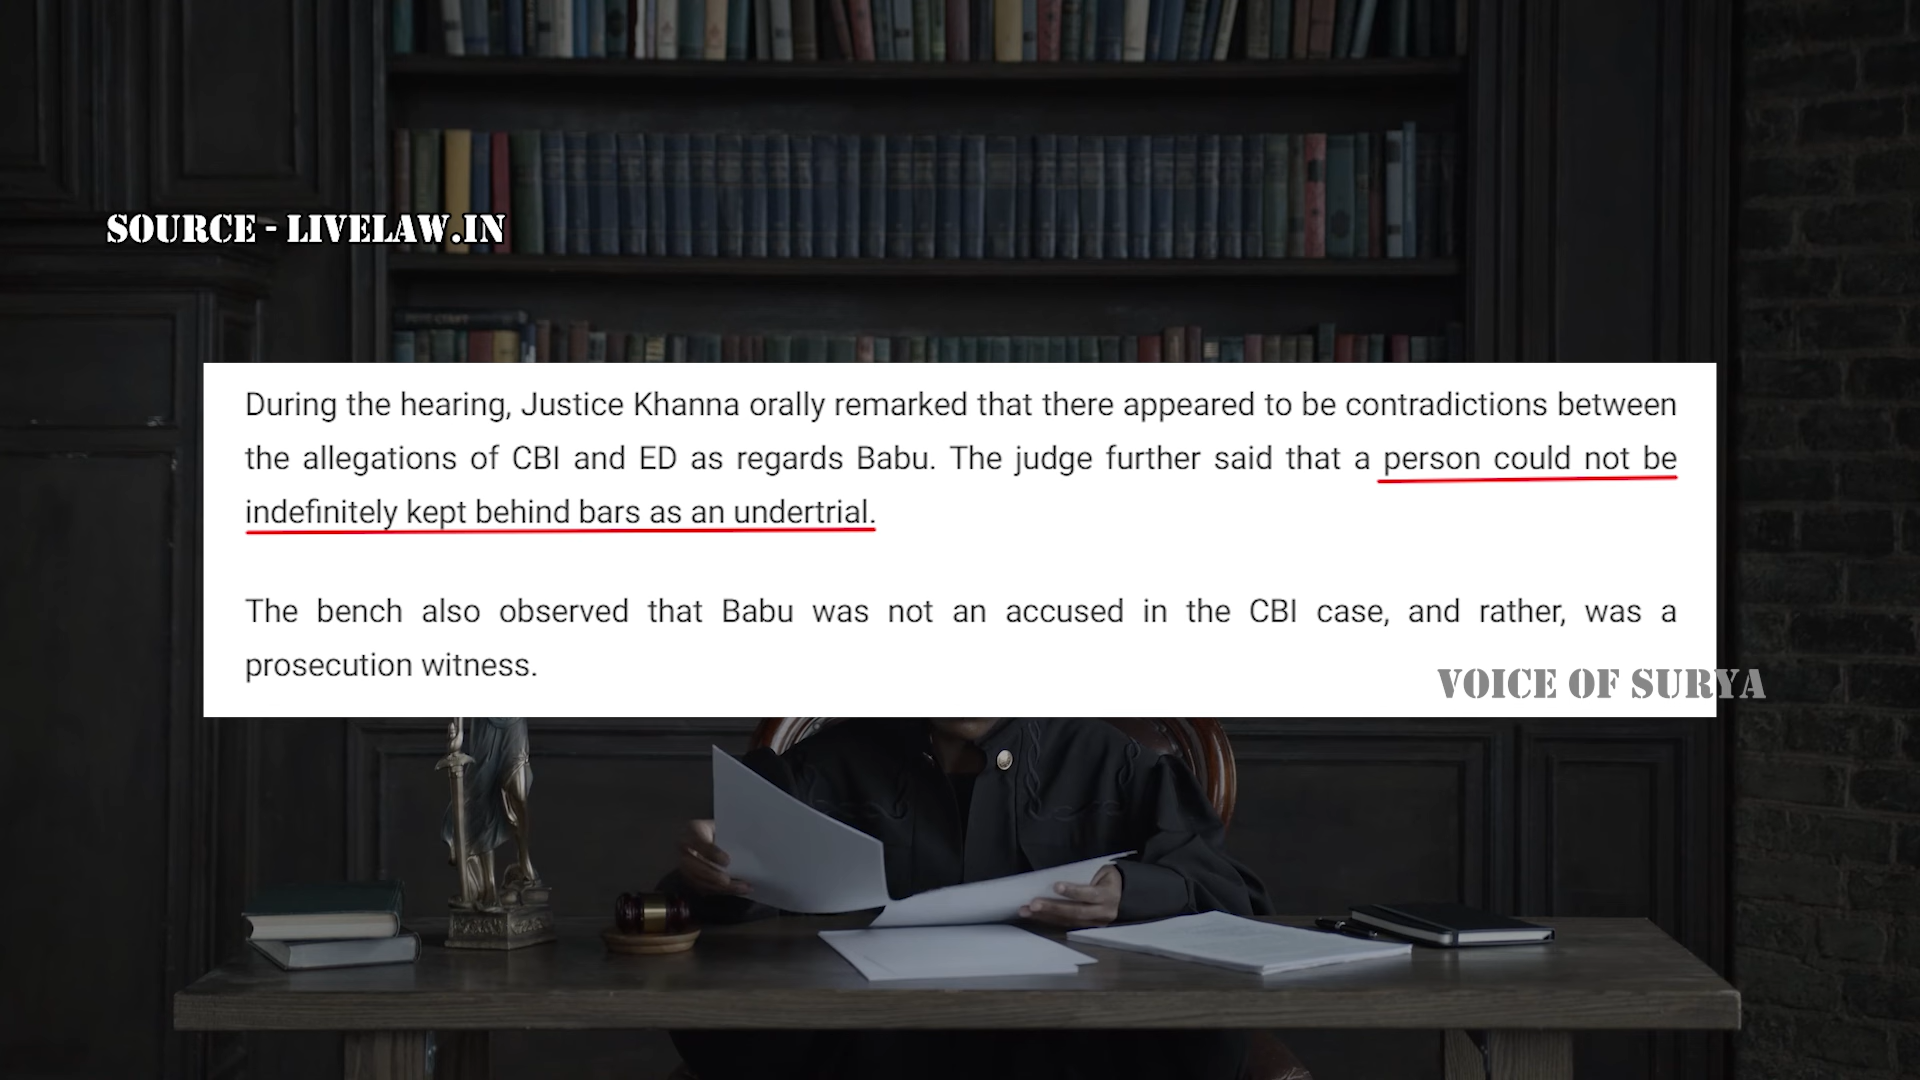 SOURCE - LIVELAW.IN
During the hearing, Justice Khanna orally remarked that there appeared to be contradictions between
the allegations of CBI and ED as regards Babu. The judge further said that a person could not be
indefinitely kept behind bars as an undertrial.
The bench also observed that Babu was not an accused in the CBI case, and rather, was a
prosecution witness.
VOICE OF SURYA